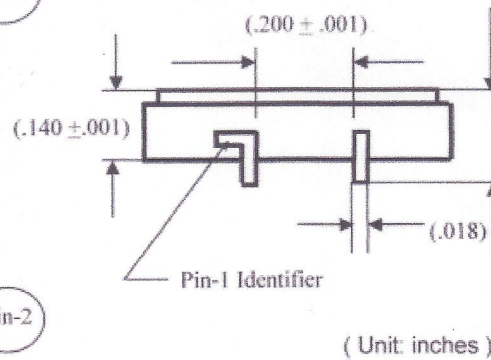 (.200 ± .001)
(.140 ±.001)
(.018)
Pin-1 Identifier
in-2
( Unit: inches )